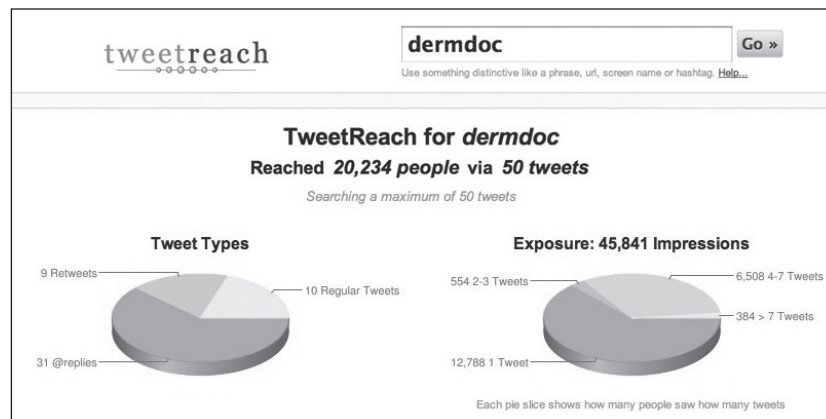 tweetreach
dermdoc
Go »
Use something distinctive like a phrase, url, screen name or hashtag. Help...
TweetReach for dermdoc
Reached 20,234 people via 50 tweets
Searching a maximum of 50 tweets
Tweet Types
9 Retweets
10 Regular Tweets
31 @replies
Exposure: 45,841 Impressions
554 2-3 Tweets
6,508 4-7 Tweets
384 > 7 Tweets
12,788 1 Tweet
Each pie slice shows how many people saw how many tweets